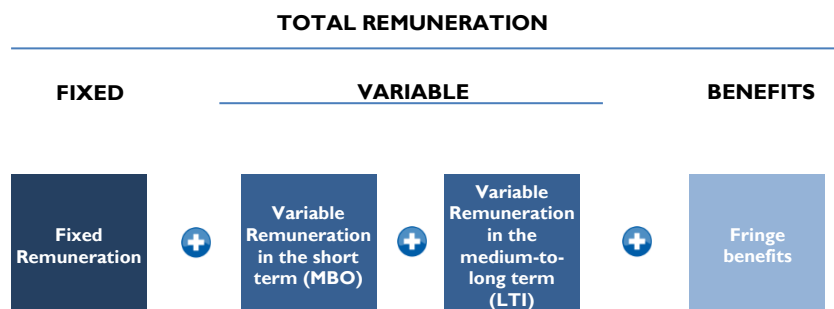 TOTAL REMUNERATION
FIXED
VARIABLE
BENEFITS
Fixed
Remuneration
Variable
Remuneration
in the short
term (MBO)
Variable
Remuneration
in the
medium-to-
long term
(LTI)
Fringe
benefits